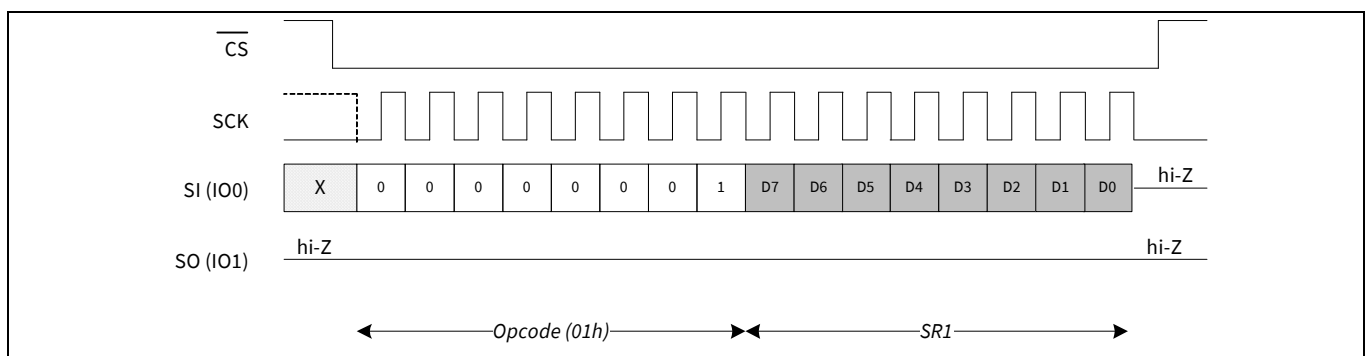 CS
SCK
SI (IO0) X 0 0 0 0 0 0 0 1 D7 D6 D5 D4 D3 D2 D1 D0 hi-Z
hi-Z hi-Z
SO (IO1)
Opcode (01h) SR1